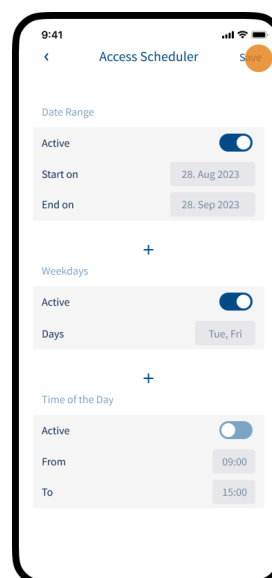 9:41
Access Scheduler Save
Date Range
Active
Start on 28. Aug 2023
End on 28. Sep 2023
+
Weekdays
Active
Days Tue, Fri
+
Time of the Day
Active
From 09:00
To 15:00